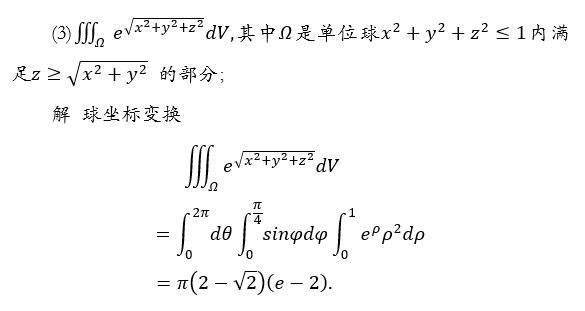 (3)∭_Ω e^{√(x²+y²+z²)}dV,其中Ω是单位球x² + y² + z² ≤ 1内满
足z ≥ √(x² + y²) 的部分;
解 球坐标变换
∭_Ω e^{√(x²+y²+z²)}dV
= ∫_0^{2π} dθ ∫_0^{π/4} sinφdφ ∫_0^1 e^ρ ρ²dρ
= π(2 − √2)(e − 2).